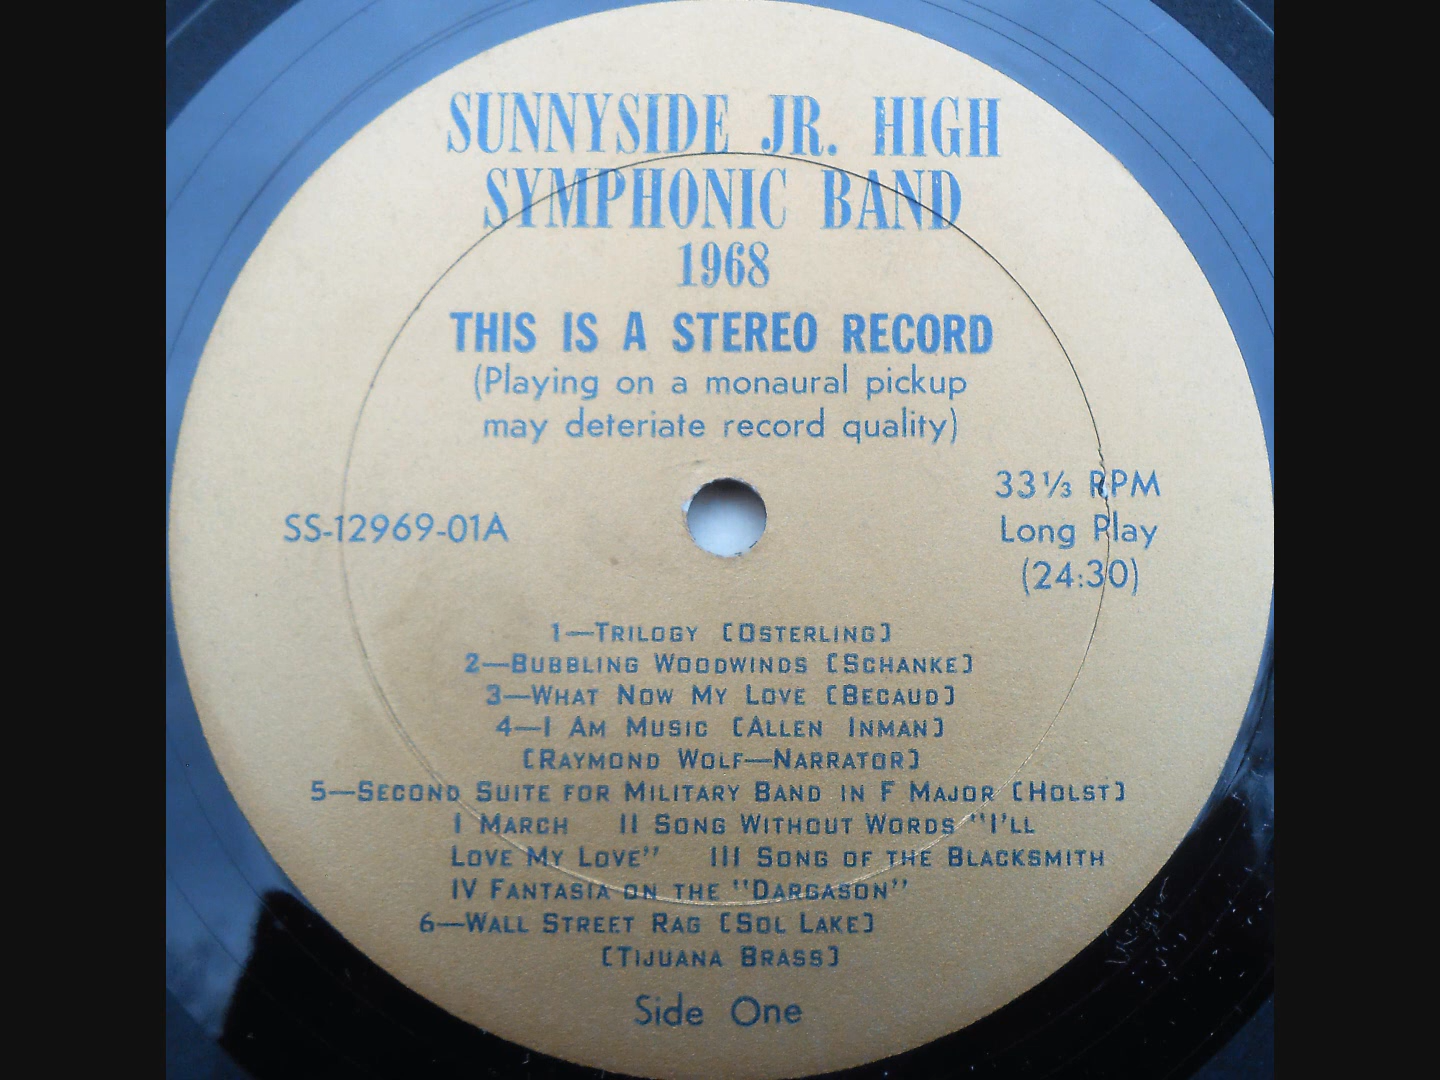 SUNNYSIDE JR. HIGH
SYMPHONIC BAND
1968
THIS IS A STEREO RECORD
(Playing on a monaural pickup
may deteriate record quality)
SS-12969-01A
33⅓ RPM
Long Play
(24:30)
1—TRILOGY [OSTERLING]
2—BUBBLING WOODWINDS [SCHANKE]
3—WHAT NOW MY LOVE [BECAUD]
4—I AM MUSIC [ALLEN INMAN]
[RAYMOND WOLF—NARRATOR]
5—SECOND SUITE FOR MILITARY BAND IN F MAJOR [HOLST]
I MARCH II SONG WITHOUT WORDS "I'LL
LOVE MY LOVE" III SONG OF THE BLACKSMITH
IV FANTASIA ON THE "DARGASON"
6—WALL STREET RAG [SOL LAKE]
[TIJUANA BRASS]
Side One